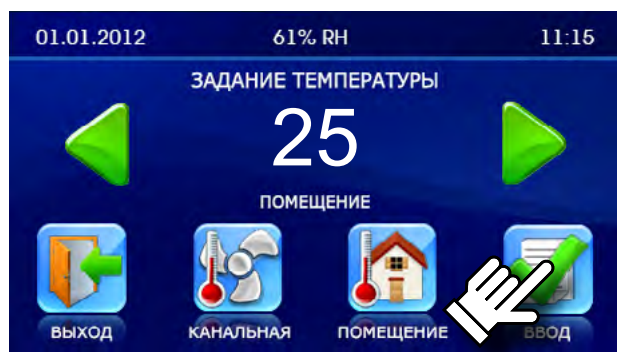 01.01.2012 61% RH 11:15
ЗАДАНИЕ ТЕМПЕРАТУРЫ
25
ПОМЕЩЕНИЕ
ВЫХОД КАНАЛЬНАЯ ПОМЕЩЕНИЕ ВВОД